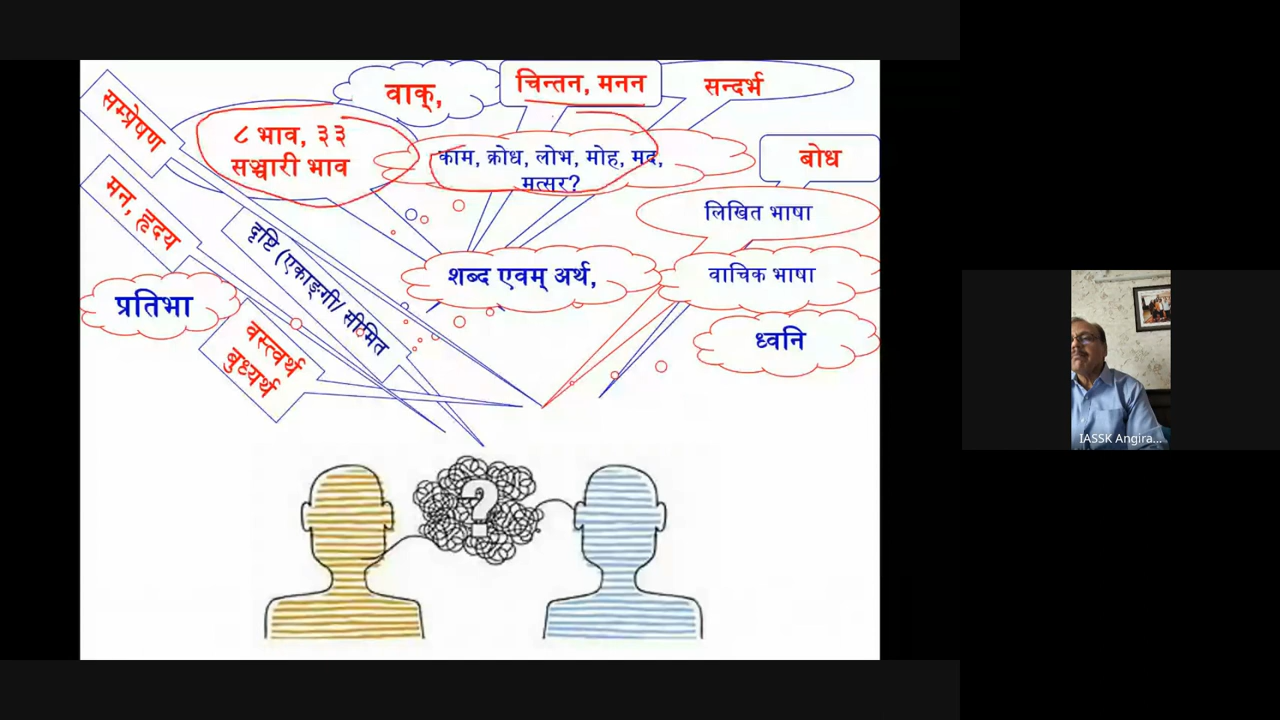 सम्प्रेषण
वाक्,
चिन्तन, मनन
सन्दर्भ
८ भाव, ३३
सञ्चारी भाव
काम, क्रोध, लोभ, मोह, मद,
मत्सर?
बोध
मन, हृदय
लिखित भाषा
दृष्टि (एकाङ्गी/ सीमित
शब्द एवम् अर्थ,
वाचिक भाषा
प्रतिभा
ध्वनि
वस्त्वर्थ
बुध्यर्थ
?
IASSK Angira...